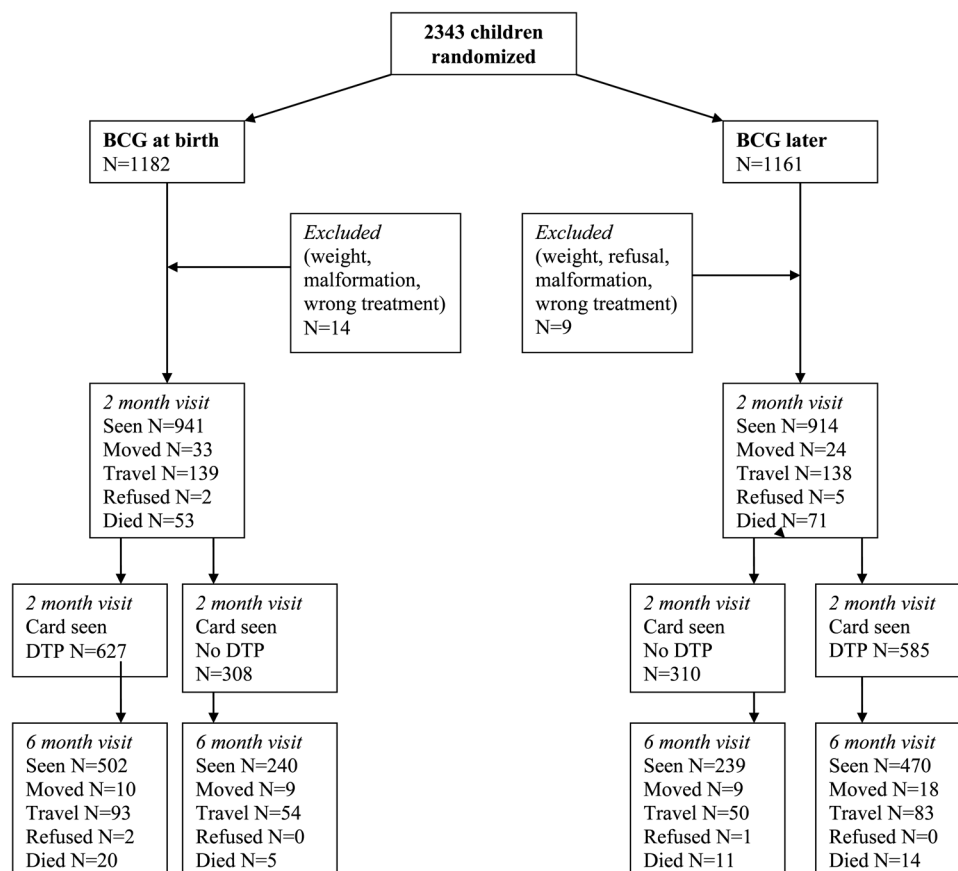 2343 children
randomized
BCG at birth
N=1182
BCG later
N=1161
Excluded
(weight,
malformation,
wrong treatment)
N=14
Excluded
(weight, refusal,
malformation,
wrong treatment)
N=9
2 month visit
Seen N=941
Moved N=33
Travel N=139
Refused N=2
Died N=53
2 month visit
Seen N=914
Moved N=24
Travel N=138
Refused N=5
Died N=71
2 month visit
Card seen
DTP N=627
2 month visit
Card seen
No DTP
N=308
2 month visit
Card seen
No DTP
N=310
2 month visit
Card seen
DTP N=585
6 month visit
Seen N=502
Moved N=10
Travel N=93
Refused N=2
Died N=20
6 month visit
Seen N=240
Moved N=9
Travel N=54
Refused N=0
Died N=5
6 month visit
Seen N=239
Moved N=9
Travel N=50
Refused N=1
Died N=11
6 month visit
Seen N=470
Moved N=18
Travel N=83
Refused N=0
Died N=14